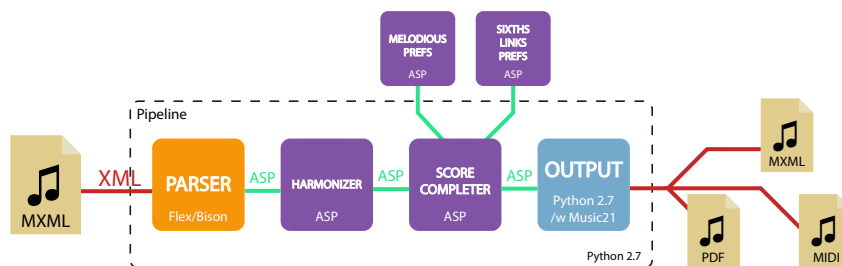 MELODIOUS
PREFS
ASP
SIXTHS
LINKS
PREFS
ASP
Pipeline
MXML
XML
PARSER
Flex/Bison
ASP
HARMONIZER
ASP
ASP
SCORE
COMPLETER
ASP
ASP
OUTPUT
Python 2.7
/w Music21
Python 2.7
MXML
PDF
MIDI